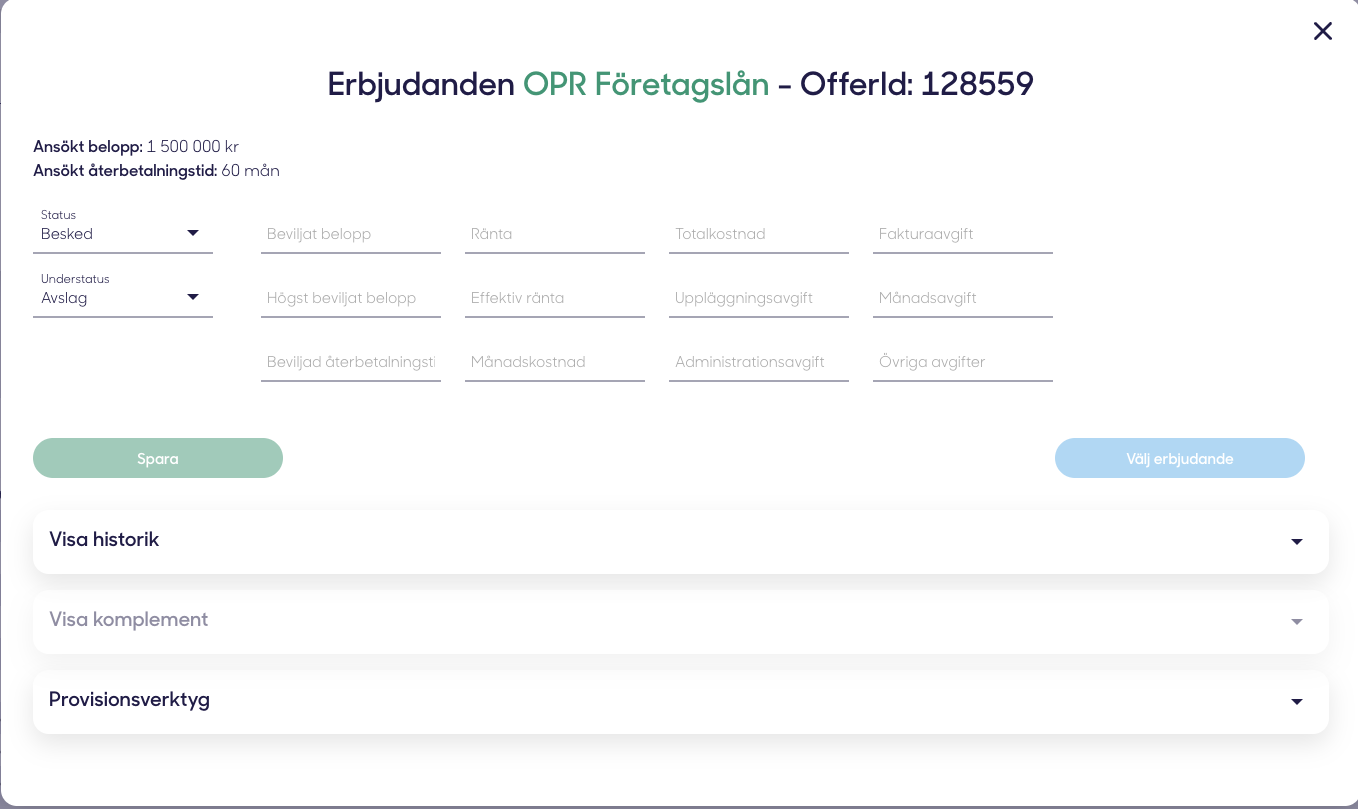 Erbjudanden OPR Företagslån - OfferId: 128559
Ansökt belopp: 1 500 000 kr
Ansökt återbetalningstid: 60 mån
Status
Besked
Beviljat belopp
Ränta
Totalkostnad
Fakturaavgift
Understatus
Avslag
Högst beviljat belopp
Effektiv ränta
Uppläggningsavgift
Månadsavgift
Beviljad återbetalningsti
Månadskostnad
Administrationsavgift
Övriga avgifter
Spara
Välj erbjudande
Visa historik
Visa komplement
Provisionsverktyg